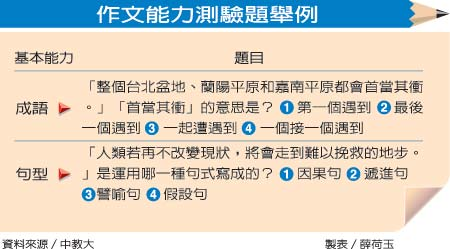 作文能力測驗題舉例
基本能力 題目
「整個台北盆地、蘭陽平原和嘉南平原都會首當其衝
成語 。」「首當其衝」的意思是？ ❶第一個遇到 ❷最後
一個遇到 ❸ 一起遭遇到 ❹ 一個接一個遇到
「人類若再不改變現狀，將會走到難以挽救的地步。
句型 」是運用哪一種句式寫成的？ ❶因果句 ❷遞進句
❸譬喻句 ❹假設句
資料來源／中教大 製表／薛荷玉